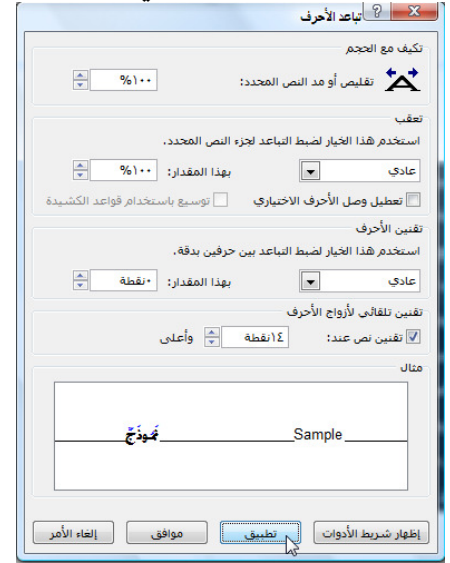 تباعد الأحرف
تكيف مع الحجم
تقليص أو مد النص المحدد: ١٠٠%
تعقب
استخدم هذا الخيار لضبط التباعد لجزء النص المحدد.
عادي بهذا المقدار: ١٠٠%
تعطيل وصل الأحرف الاختياري توسيع باستخدام قواعد الكشيدة
تقنين الأحرف
استخدم هذا الخيار لضبط التباعد بين حرفين بدقة.
عادي بهذا المقدار: ٠نقطة
تقنين تلقائي لأزواج الأحرف
تقنين نص عند: ١٤نقطة وأعلى
مثال
Sample نَمُوذَجٌ
إظهار شريط الأدوات تطبيق موافق إلغاء الأمر